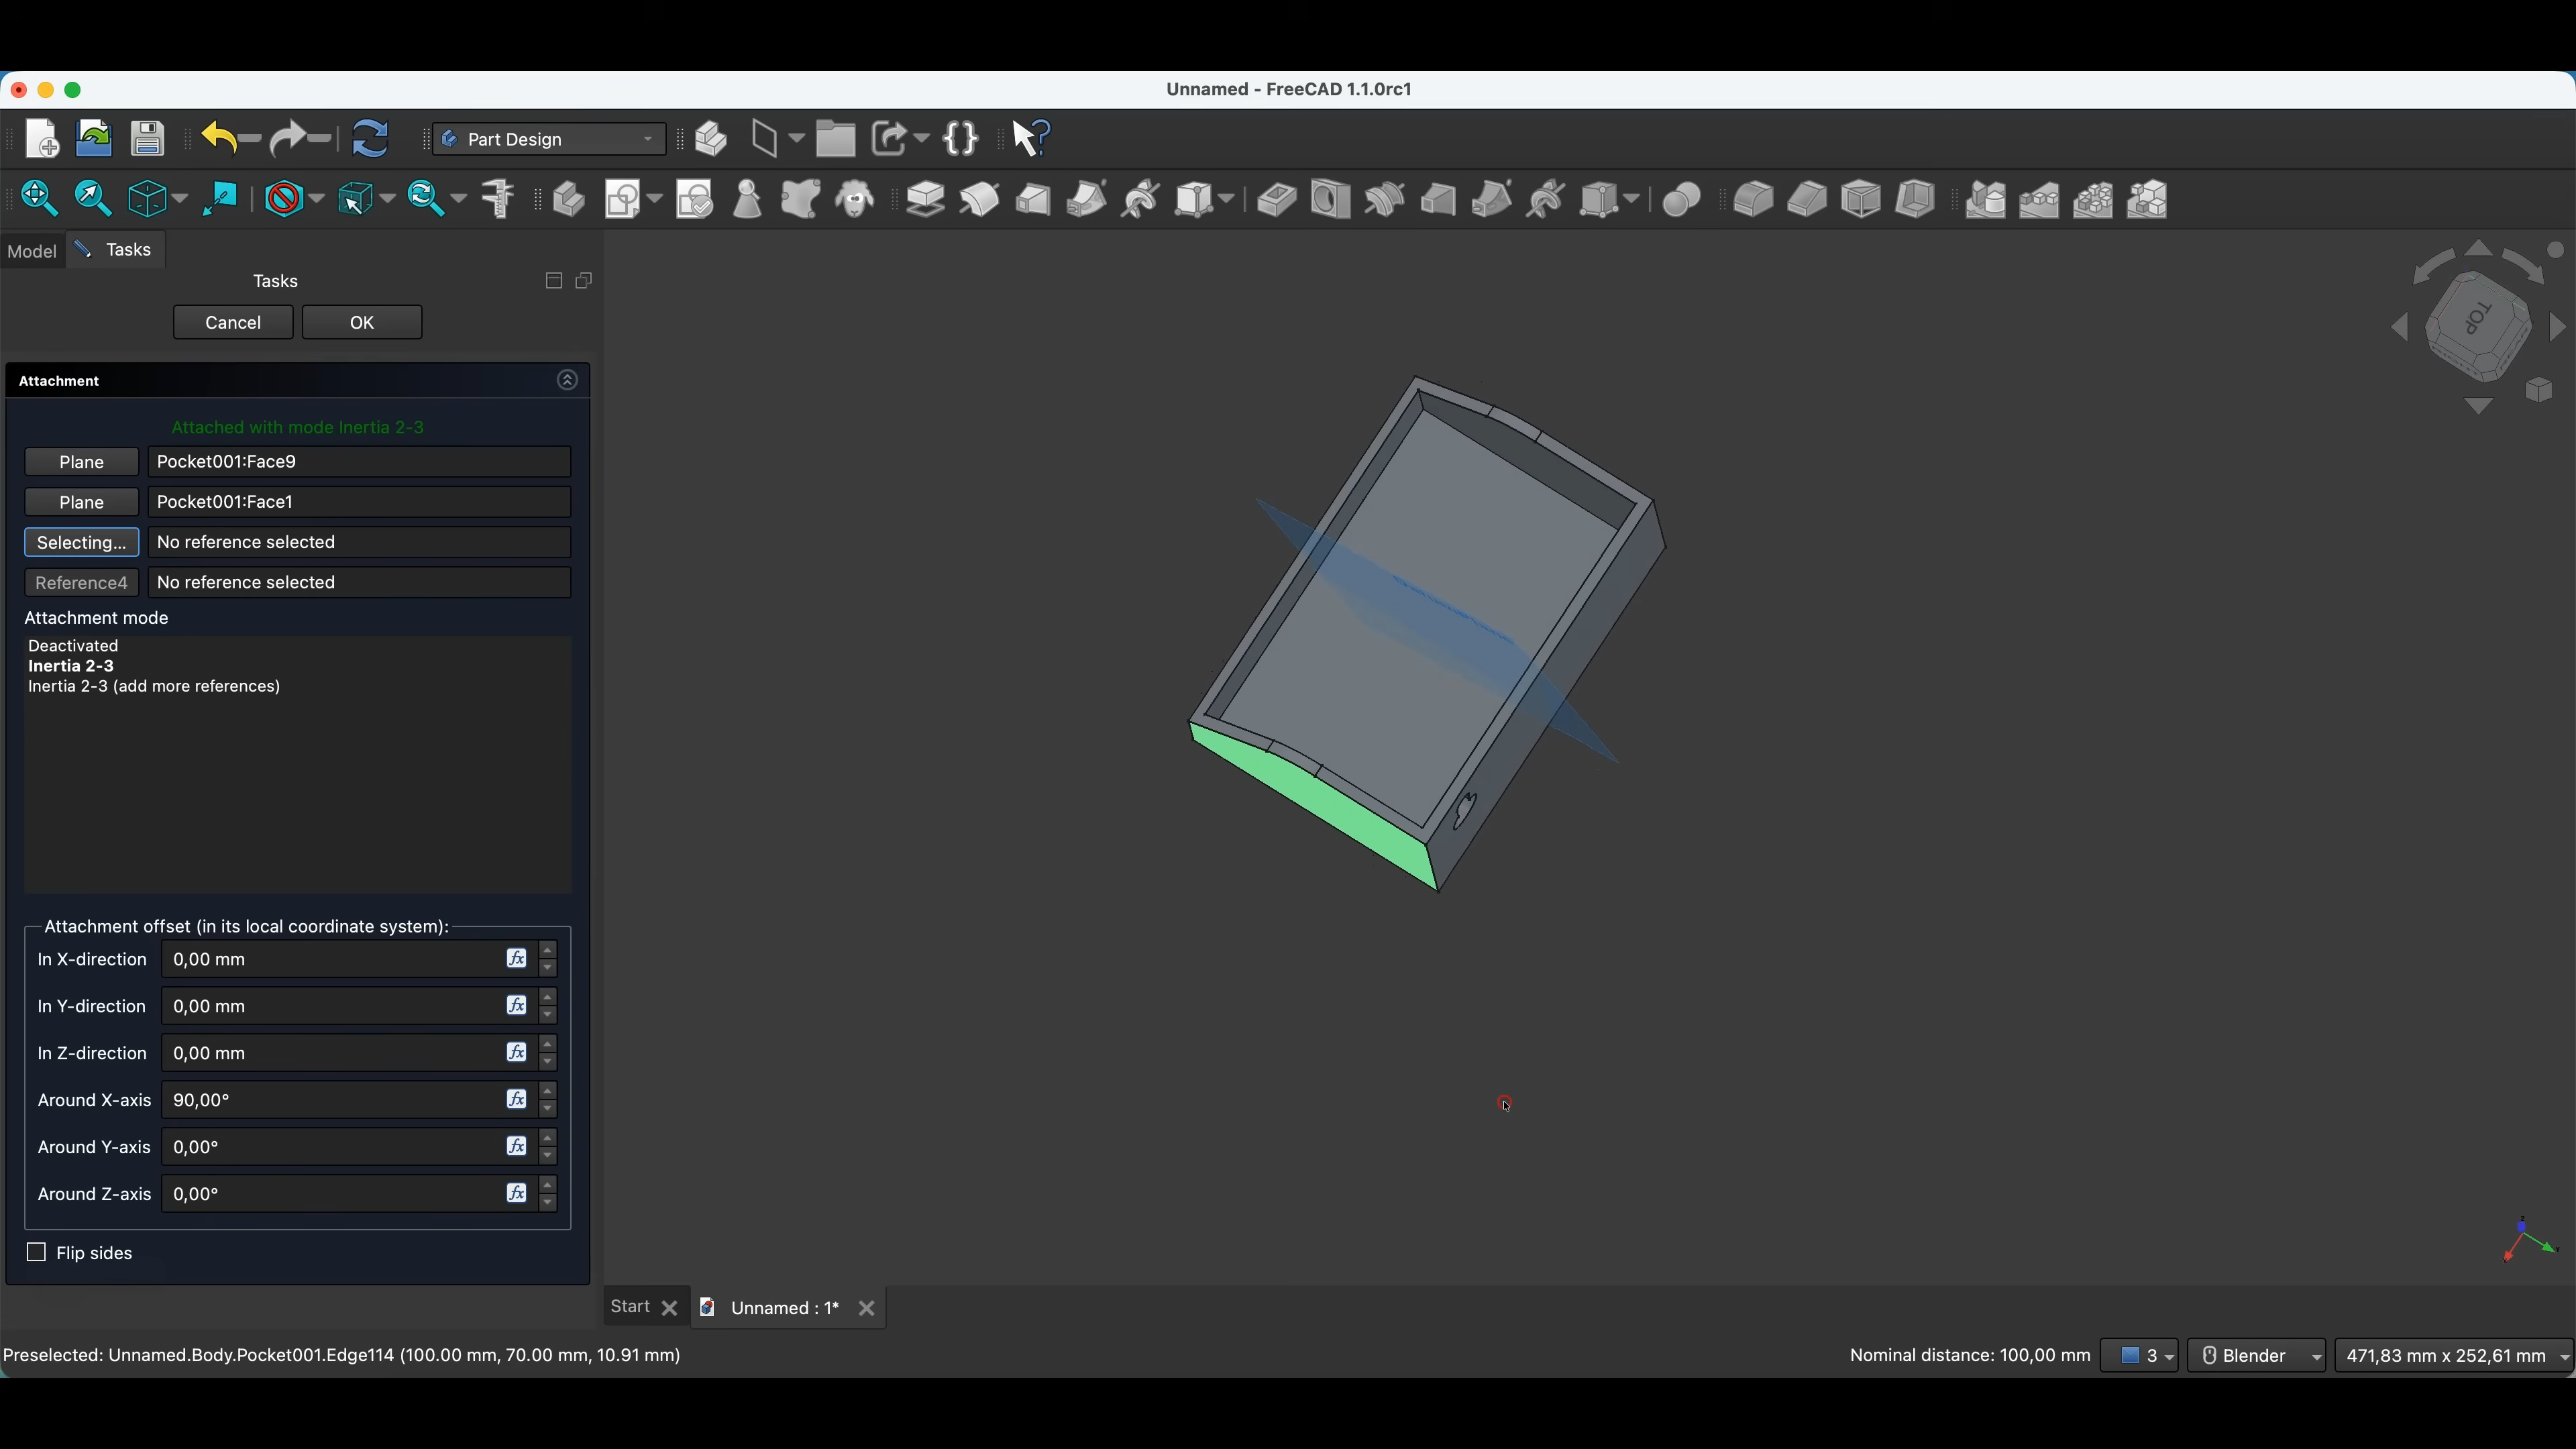 Unnamed - FreeCAD 1.1.0rc1
Part Design
Model
Tasks
Tasks
Cancel
OK
Attachment
Attached with mode Inertia 2-3
Plane
Pocket001:Face9
Plane
Pocket001:Face1
Selecting...
No reference selected
Reference4
No reference selected
Attachment mode
Deactivated
Inertia 2-3
Inertia 2-3 (add more references)
Attachment offset (in its local coordinate system):
In X-direction
0,00 mm
In Y-direction
0,00 mm
In Z-direction
0,00 mm
Around X-axis
90,00°
Around Y-axis
0,00°
Around Z-axis
0,00°
Flip sides
TOP
Start
Unnamed : 1*
Preselected: Unnamed.Body.Pocket001.Edge114 (100.00 mm, 70.00 mm, 10.91 mm)
Nominal distance: 100,00 mm
3
Blender
471,83 mm x 252,61 mm